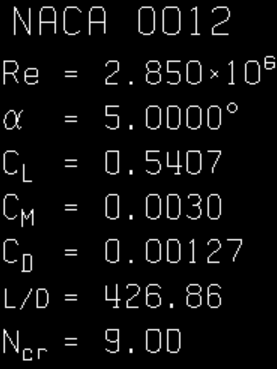 NACA 0012
Re = 2.850×10⁶
α = 5.0000°
C_L = 0.5407
C_M = 0.0030
C_D = 0.00127
L/D = 426.86
N_cr = 9.00